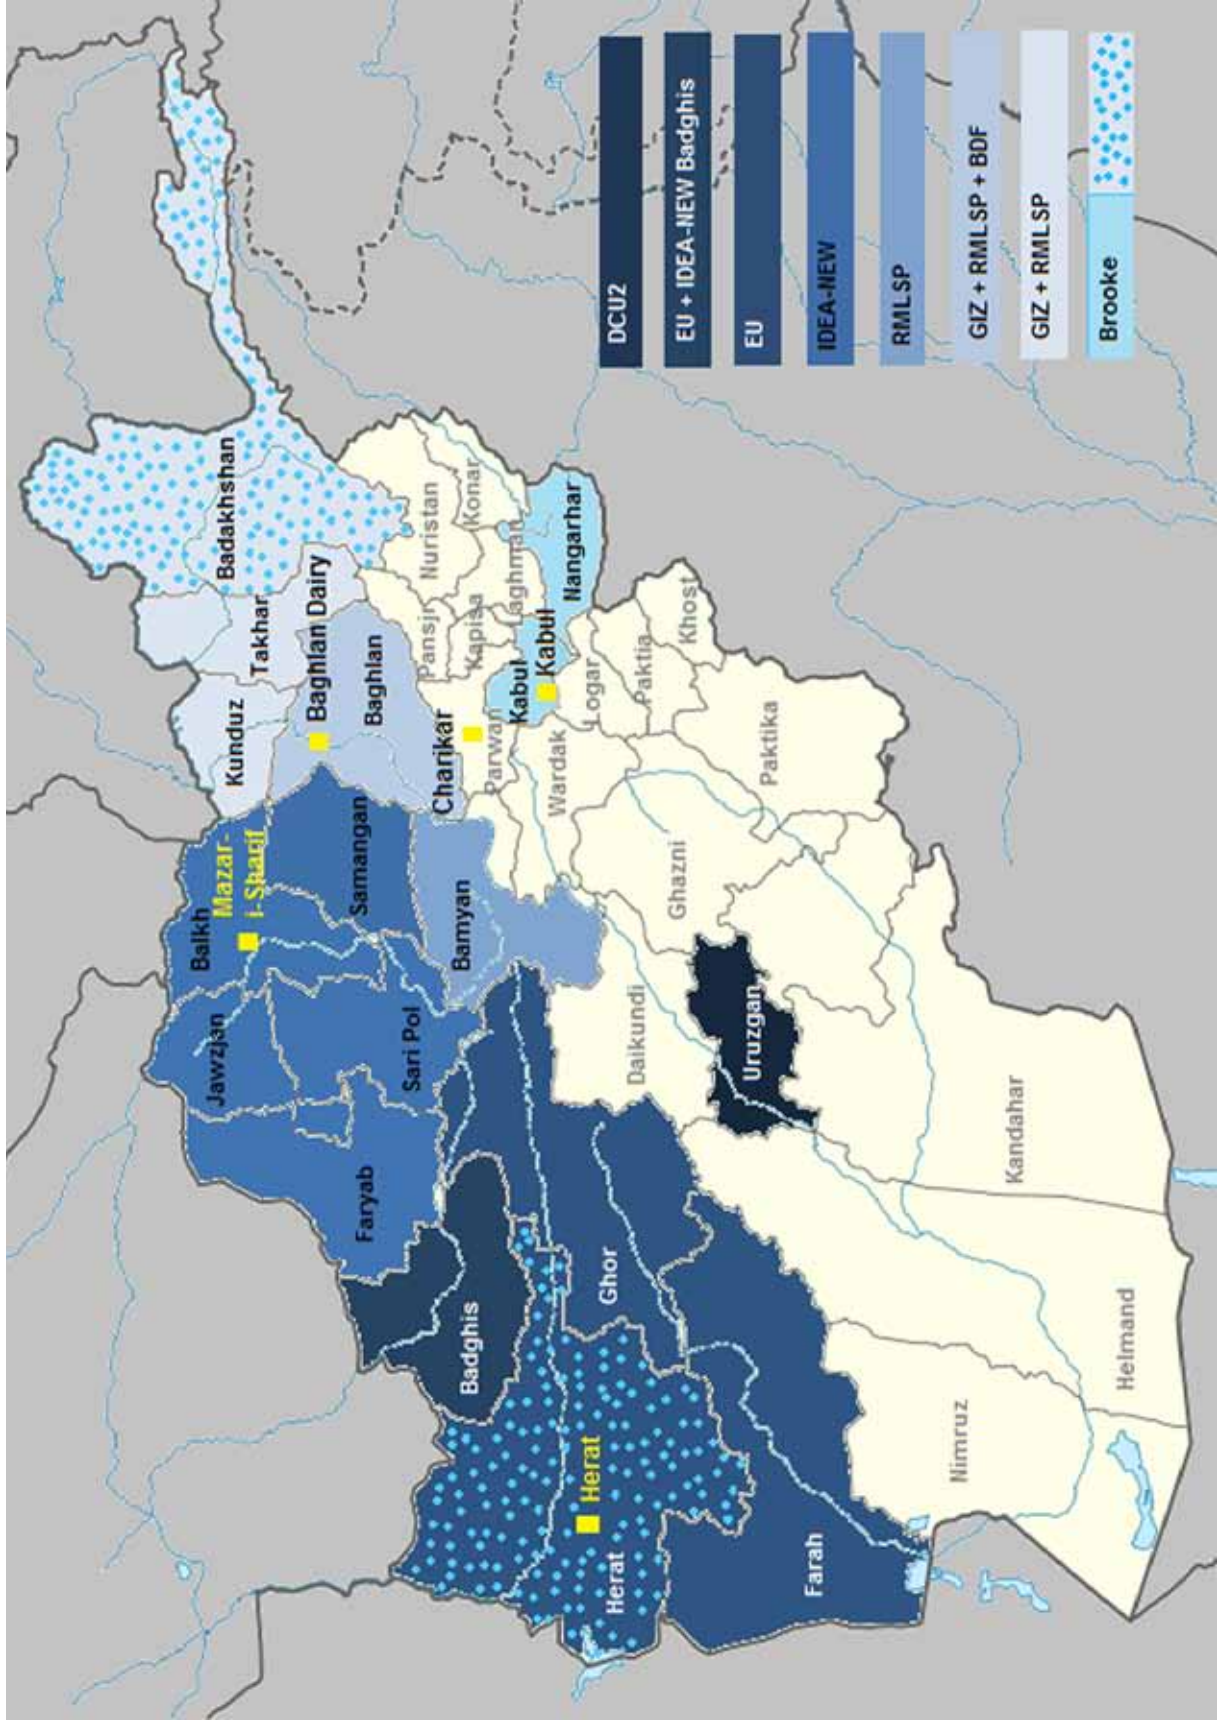 Badakhshan
Takhar
Kunduz
Baghlan Dairy
Baghlan
Balkh
Mazar-
i-Sharif
Samangan
Jawzjan
Sari Pol
Faryab
Bamyan
Charikar
Parwan
Pansjir
Kapisa
Nuristan
Konar
Laghman
Nangarhar
Kabul
Kabul
Logar
Wardak
Paktia
Khost
Paktika
Ghazni
Daikundi
Uruzgan
Badghis
Ghor
Herat
Herat
Farah
Nimruz
Helmand
Kandahar
DCU2
EU + IDEA-NEW Badghis
EU
IDEA-NEW
RMLSP
GIZ + RMLSP + BDF
GIZ + RMLSP
Brooke